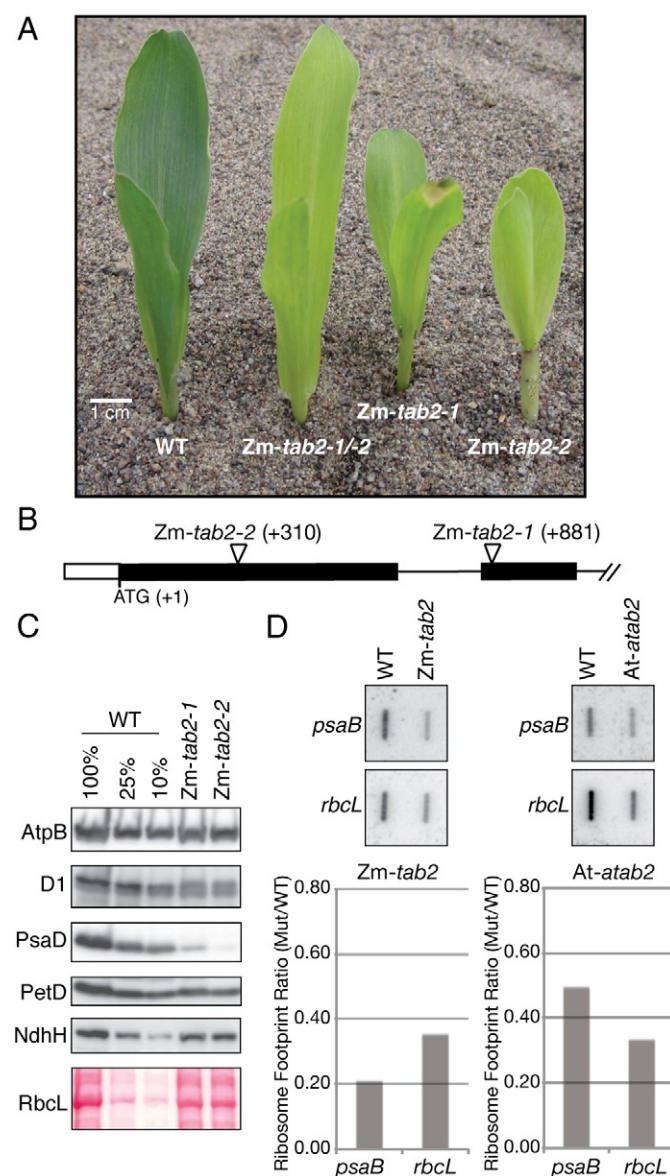 A
1 cm
WT
Zm-tab2-1/-2
Zm-tab2-1
Zm-tab2-2
B
Zm-tab2-2 (+310)
Zm-tab2-1 (+881)
ATG (+1)
C
WT
100%
25%
10%
Zm-tab2-1
Zm-tab2-2
AtpB
D1
PsaD
PetD
NdhH
RbcL
D
WT
Zm-tab2
psaB
rbcL
WT
At-atab2
psaB
rbcL
Zm-tab2
Ribosome Footprint Ratio (Mut/WT)
0.80
0.60
0.40
0.20
0.00
psaB
rbcL
At-atab2
Ribosome Footprint Ratio (Mut/WT)
0.80
0.60
0.40
0.20
0.00
psaB
rbcL